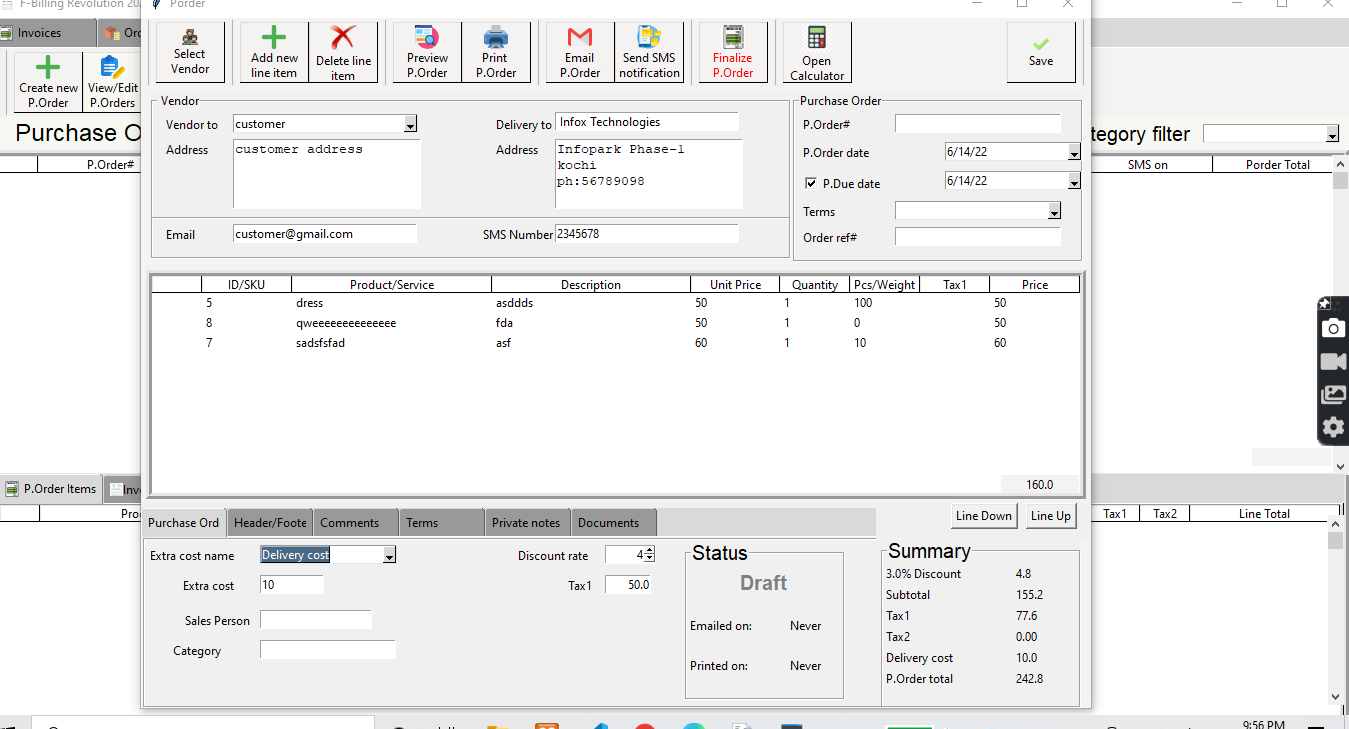 F-Billing Revolution 202
Porder
Invoices
Ord
Create new P.Order
View/Edit P.Orders
Select Vendor
Add new line item
Delete line item
Preview P.Order
Print P.Order
Email P.Order
Send SMS notification
Finalize P.Order
Open Calculator
Save
Purchase O
tegory filter
P.Order#
SMS on
Porder Total
Vendor
Vendor to customer
Address customer address
Email customer@gmail.com
Delivery to Infox Technologies
Address Infopark Phase-1
kochi
ph:56789098
SMS Number 2345678
Purchase Order
P.Order#
P.Order date 6/14/22
P.Due date 6/14/22
Terms
Order ref#
ID/SKU Product/Service Description Unit Price Quantity Pcs/Weight Tax1 Price
5 dress asddds 50 1 100 50
8 qweeeeeeeeeeeeee fda 50 1 0 50
7 sadsfsfad asf 60 1 10 60
160.0
P.Order Items
Inv
Pro
Tax1 Tax2 Line Total
Purchase Ord Header/Foote Comments Terms Private notes Documents
Line Down Line Up
Extra cost name Delivery cost
Extra cost 10
Sales Person
Category
Discount rate 4
Tax1 50.0
Status
Draft
Emailed on: Never
Printed on: Never
Summary
3.0% Discount 4.8
Subtotal 155.2
Tax1 77.6
Tax2 0.00
Delivery cost 10.0
P.Order total 242.8
9:56 PM